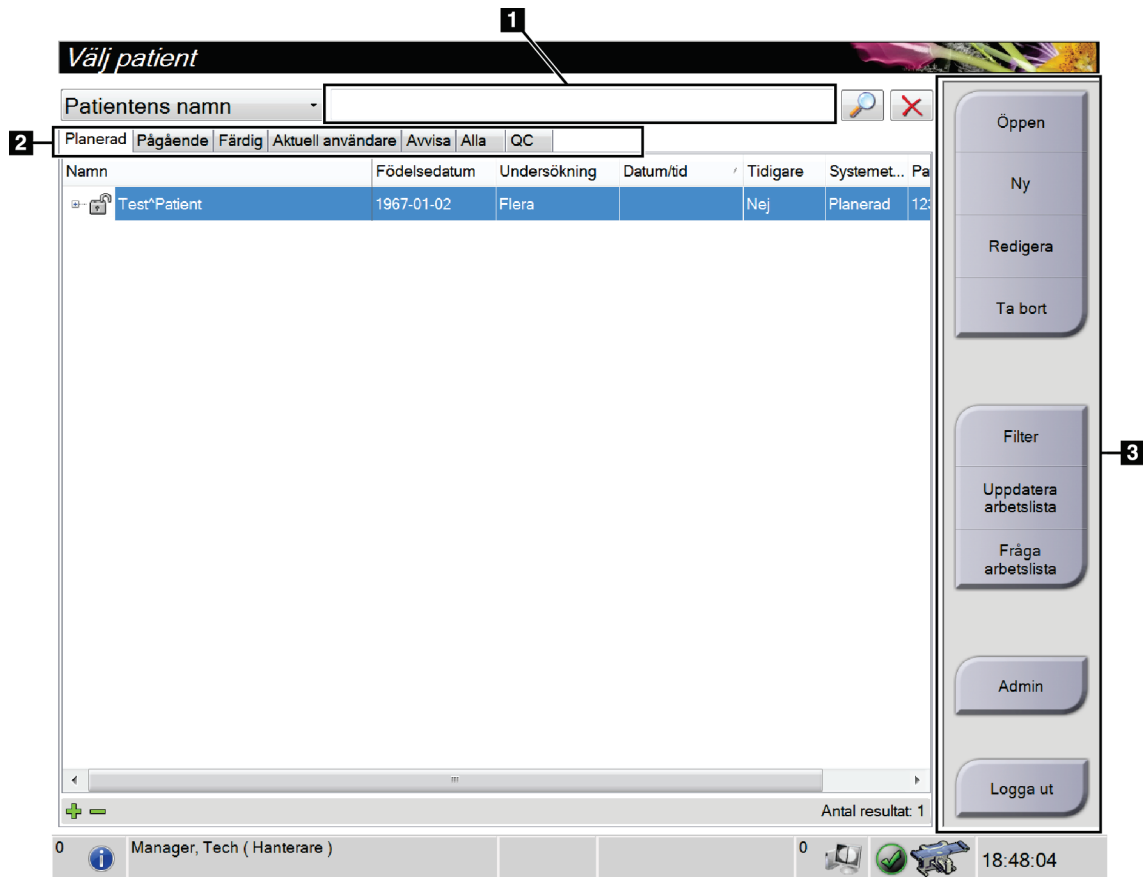 1
Välj patient
Patientens namn
Öppen
2
Planerad Pågående Färdig Aktuell användare Avvisa Alla QC
Namn Födelsedatum Undersökning Datum/tid Tidigare Systemet... Pa
Ny
Test^Patient 1967-01-02 Flera Nej Planerad 123
Redigera
Ta bort
Filter
3
Uppdatera
arbetslista
Fråga
arbetslista
Admin
Logga ut
Antal resultat: 1
0 Manager, Tech ( Hanterare ) 0 18:48:04